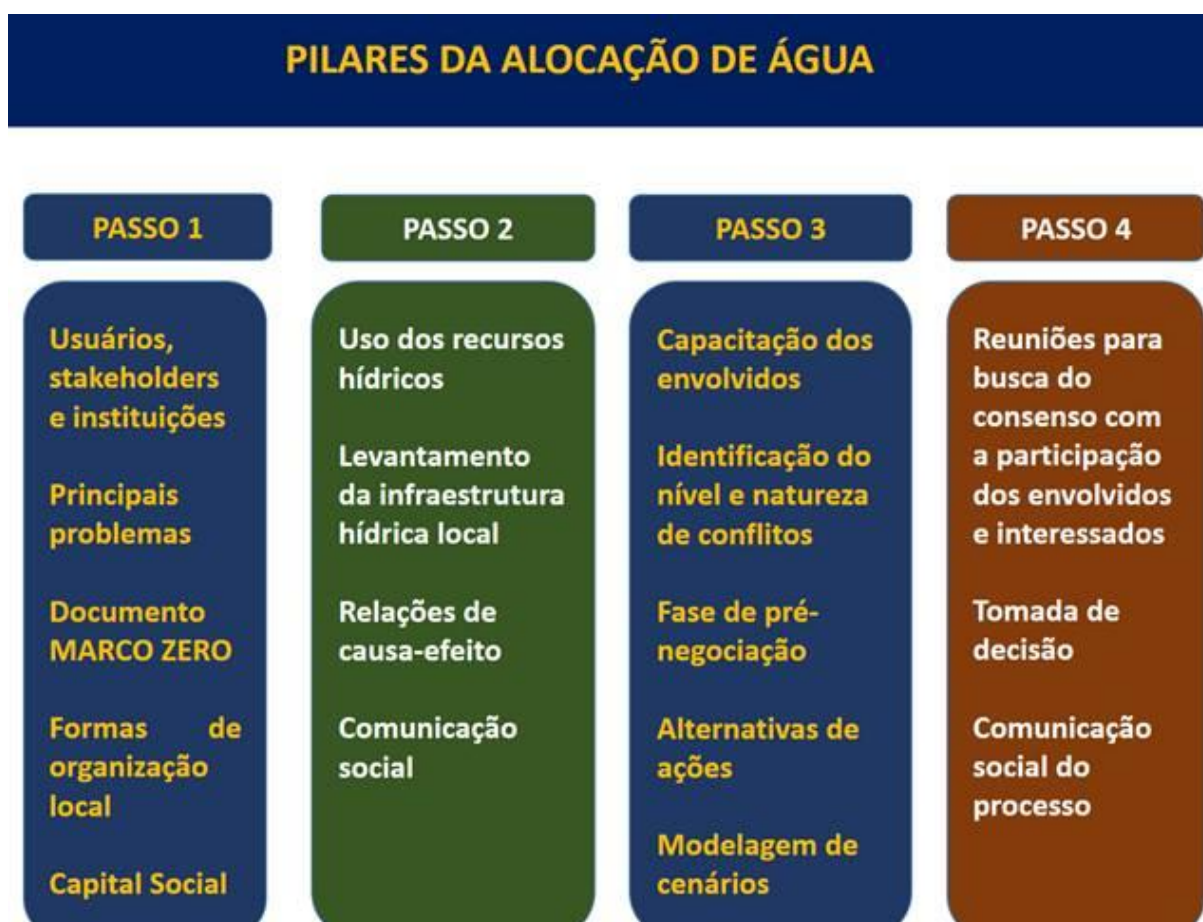 PILARES DA ALOCAÇÃO DE ÁGUA
PASSO 1
Usuários,
stakeholders
e instituições
Principais
problemas
Documento
MARCO ZERO
Formas de
organização
local
Capital Social
PASSO 2
Uso dos recursos
hídricos
Levantamento
da infraestrutura
hídrica local
Relações de
causa-efeito
Comunicação
social
PASSO 3
Capacitação dos
envolvidos
Identificação do
nível e natureza
de conflitos
Fase de pré-
negociação
Alternativas de
ações
Modelagem de
cenários
PASSO 4
Reuniões para
busca do
consenso com
a participação
dos envolvidos
e interessados
Tomada de
decisão
Comunicação
social do
processo